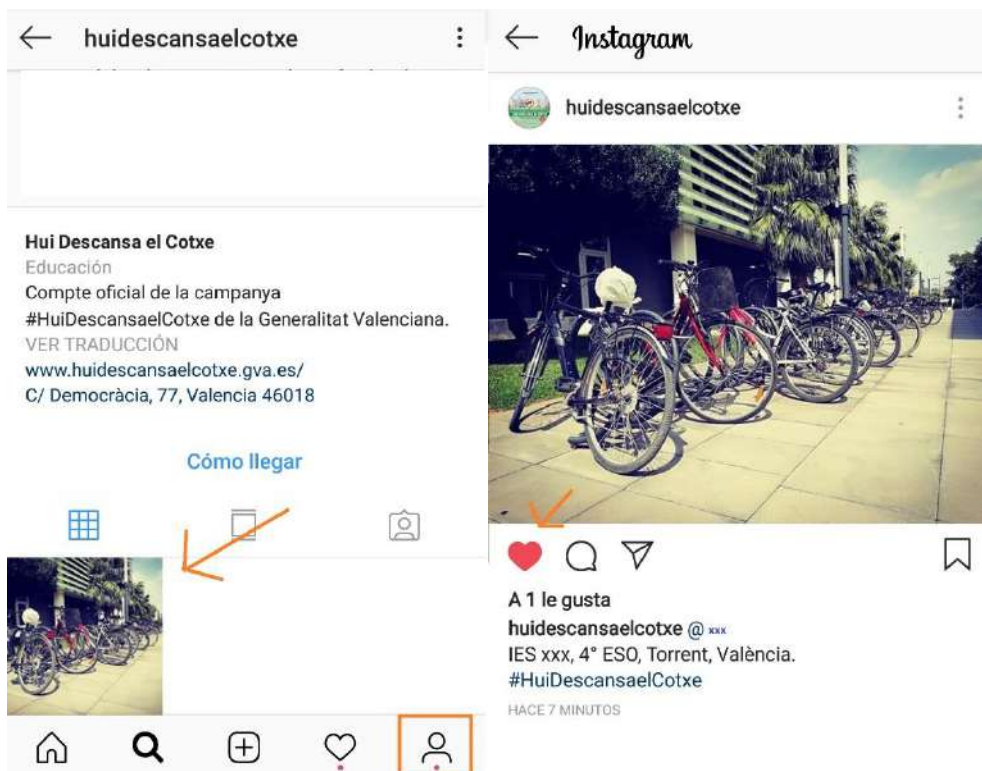 huidescansaelcotxe
Hui Descansa el Cotxe
Educación
Compte oficial de la campanya
#HuiDescansaelCotxe de la Generalitat Valenciana.
VER TRADUCCIÓN
www.huidescansaelcotxe.gva.es/
C/ Democràcia, 77, Valencia 46018
Cómo llegar
Instagram
huidescansaelcotxe
A 1 le gusta
huidescansaelcotxe @ xxx
IES xxx, 4° ESO, Torrent, València.
#HuiDescansaelCotxe
HACE 7 MINUTOS